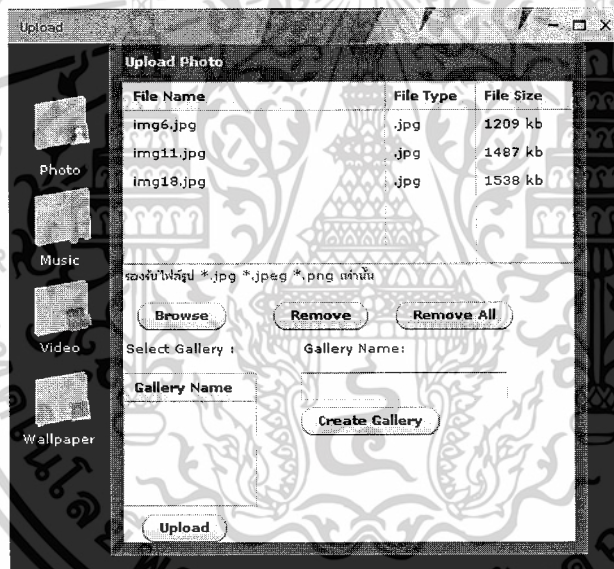 Upload
Upload Photo
File Name File Type File Size
img6.jpg .jpg 1209 kb
img11.jpg .jpg 1487 kb
img18.jpg .jpg 1538 kb
Photo
Music
Video
Wallpaper
รองรับไฟล์รูป *.jpg *.jpeg *.png เท่านั้น
Browse Remove Remove All
Select Gallery : Gallery Name:
Gallery Name
Create Gallery
Upload